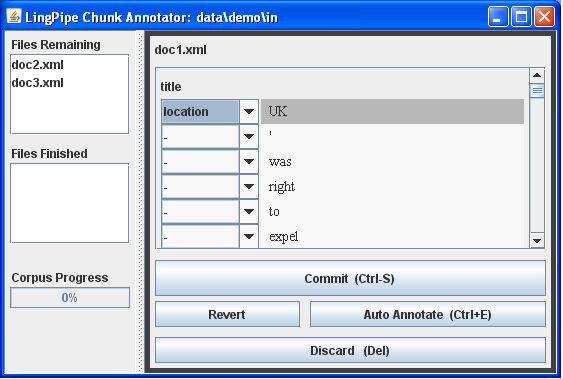 LingPipe Chunk Annotator: data\demo\in
Files Remaining
doc2.xml
doc3.xml
Files Finished
Corpus Progress
0%
doc1.xml
title
location UK
- '
- was
- right
- to
- expel
Commit (Ctrl-S)
Revert
Auto Annotate (Ctrl+E)
Discard (Del)